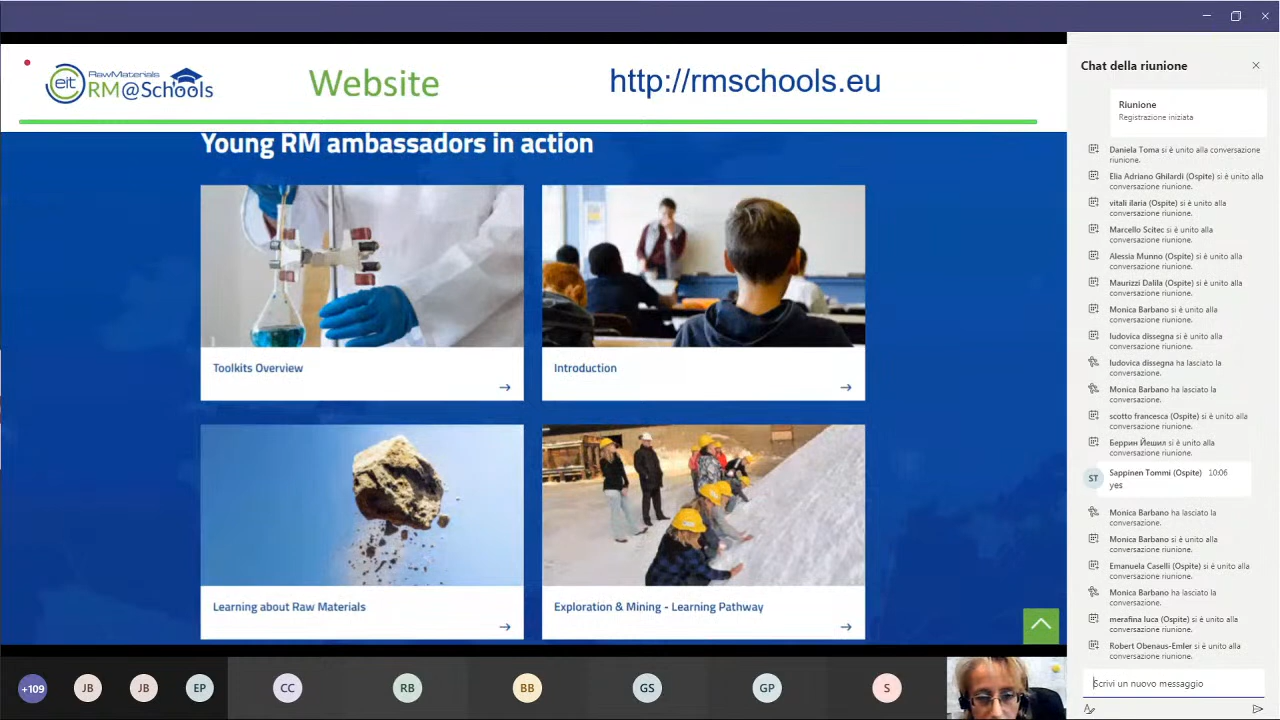 eit
RawMaterials
RM@Schools
Website
http://rmschools.eu
Young RM ambassadors in action
Toolkits Overview
Introduction
Learning about Raw Materials
Exploration & Mining - Learning Pathway
+109
JB
JB
EP
CC
RB
BB
GS
GP
S
Chat della riunione
Riunione
Registrazione iniziata
Daniela Toma si è unito alla conversazione
riunione.
Elia Adriano Ghilardi (Ospite) si è unito alla
conversazione riunione.
vitali ilaria (Ospite) si è unito alla
conversazione riunione.
Marcello Scitec si è unito alla
conversazione riunione.
Alessia Munno (Ospite) si è unito alla
conversazione riunione.
Maurizzi Dalila (Ospite) si è unito alla
conversazione riunione.
Monica Barbano si è unito alla
conversazione riunione.
ludovica dissegna si è unito alla
conversazione riunione.
ludovica dissegna ha lasciato la
conversazione.
Monica Barbano ha lasciato la
conversazione.
scotto francesca (Ospite) si è unito alla
conversazione riunione.
Беррин Йешил si è unito alla
conversazione riunione.
ST
Sappinen Tommi (Ospite) 10:06
yes
Monica Barbano ha lasciato la
conversazione.
Monica Barbano si è unito alla
conversazione riunione.
Emanuela Caselli (Ospite) si è unito alla
conversazione riunione.
Monica Barbano ha lasciato la
conversazione.
merafina luca (Ospite) si è unito alla
conversazione riunione.
Robert Obenaus-Emler si è unito alla
conversazione riunione.
Scrivi un nuovo messaggio